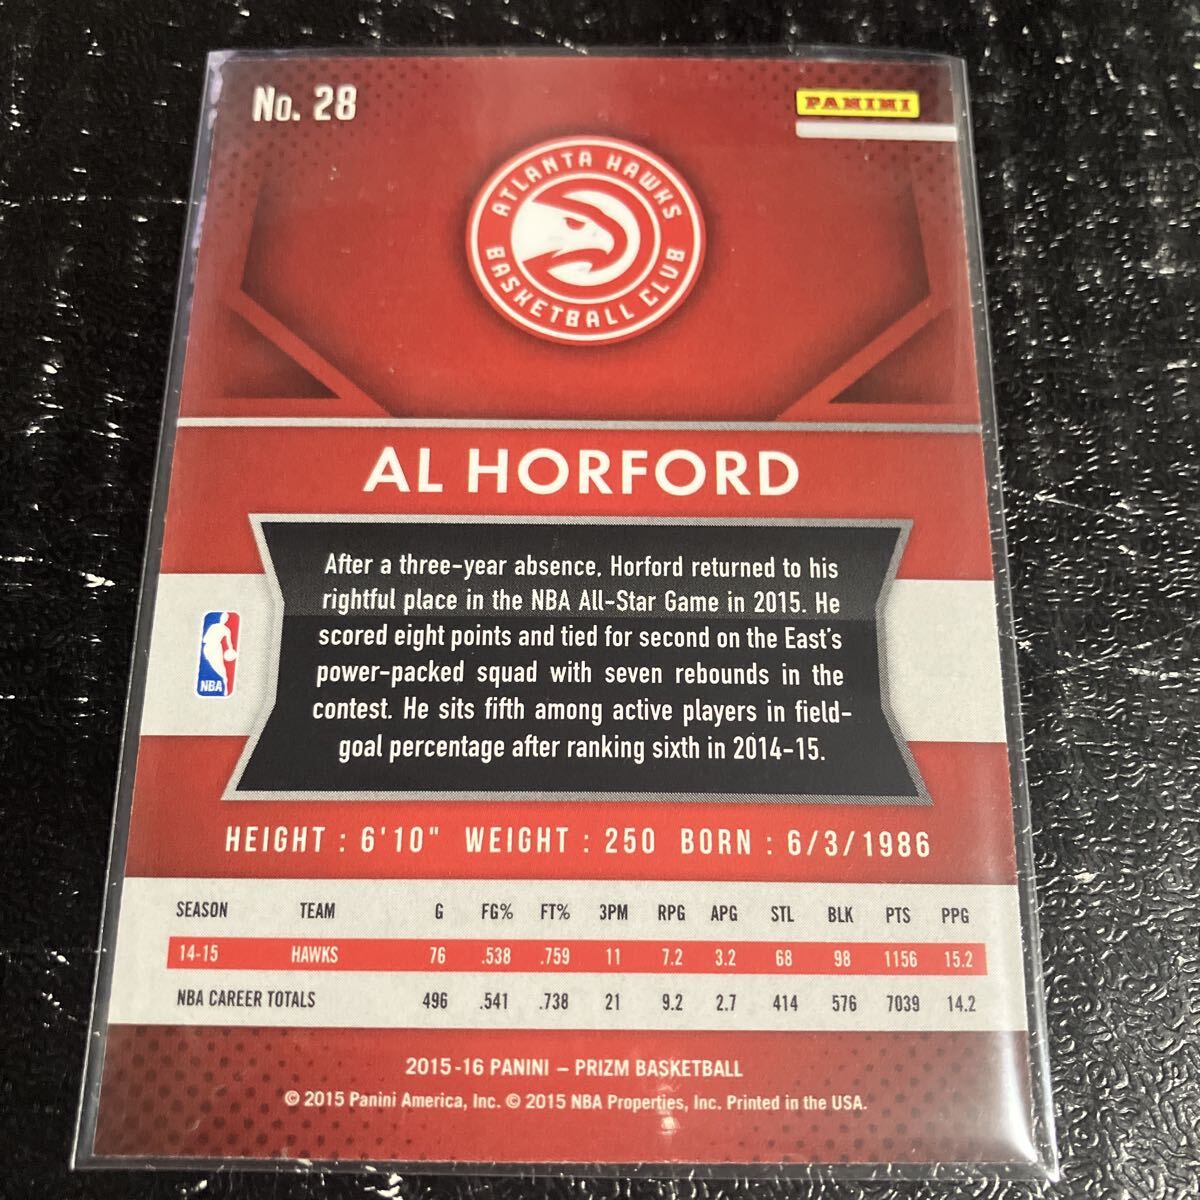 No. 28
PANINI
ATLANTA HAWKS
BASKETBALL CLUB
AL HORFORD
After a three-year absence, Horford returned to his
rightful place in the NBA All-Star Game in 2015. He
scored eight points and tied for second on the East's
power-packed squad with seven rebounds in the
contest. He sits fifth among active players in field-
goal percentage after ranking sixth in 2014-15.
NBA
HEIGHT : 6'10" WEIGHT : 250 BORN : 6/3/1986
SEASON TEAM G FG% FT% 3PM RPG APG STL BLK PTS PPG
14-15 HAWKS 76 .538 .759 11 7.2 3.2 68 98 1156 15.2
NBA CAREER TOTALS 496 .541 .738 21 9.2 2.7 414 576 7039 14.2
2015-16 PANINI – PRIZM BASKETBALL
© 2015 Panini America, Inc. © 2015 NBA Properties, Inc. Printed in the USA.